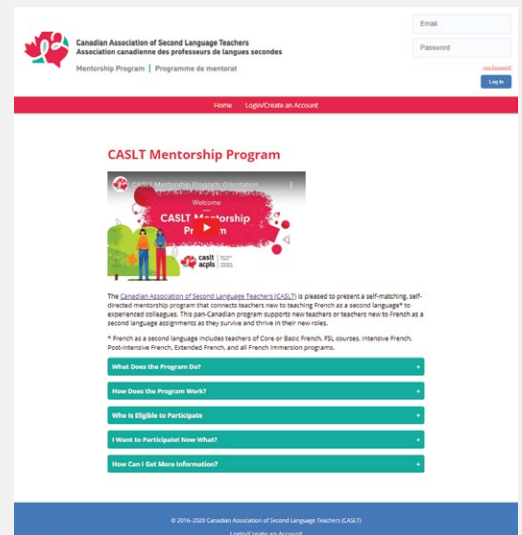 Canadian Association of Second Language Teachers
Association canadienne des professeurs de langues secondes
Mentorship Program | Programme de mentorat
Email
Password
Log In
Home Login/Create an Account
CASLT Mentorship Program
CASLT Mentorship Program: Orientation
Welcome
CASLT Mentorship
Program
caslt
acpls
The Canadian Association of Second Language Teachers (CASLT) is pleased to present a self-matching, self-
directed mentorship program that connects teachers new to teaching French as a second language* to
experienced colleagues. This pan-Canadian program supports new teachers or teachers new to French as a
second language assignments as they survive and thrive in their new roles.
* French as a second language includes teachers of Core or Basic French, FSL courses, Intensive French,
Post-Intensive French, Extended French, and all French Immersion programs.
What Does the Program Do? +
How Does the Program Work? +
Who Is Eligible to Participate +
I Want to Participate! Now What? +
How Can I Get More Information? +
© 2016-2020 Canadian Association of Second Language Teachers (CASLT)
Login/Create an Account